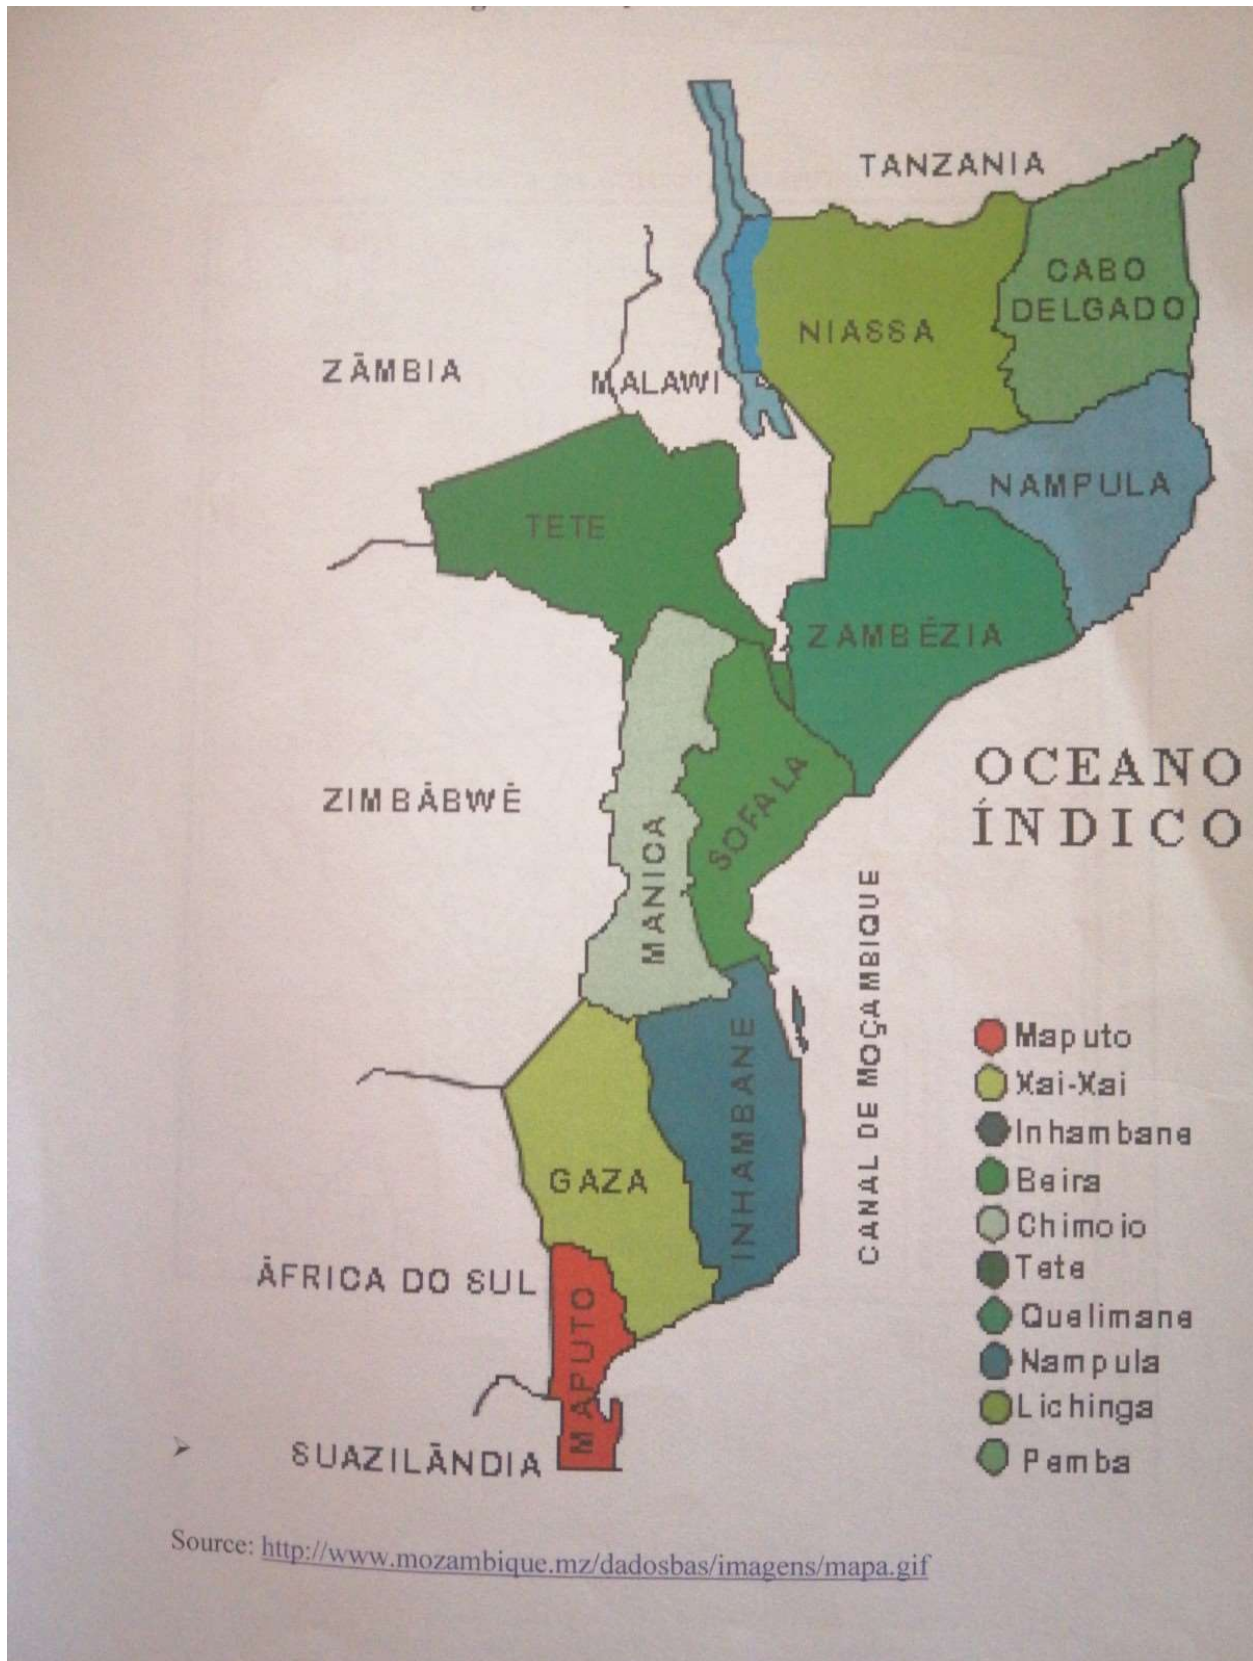 TANZANIA
CABO
DELGADO
NIASSA
ZÂMBIA
MALAWI
NAMPULA
TETE
ZAMBÉZIA
OCEANO
ÍNDICO
ZIMBÁBWÉ
SOFALA
MANICA
CANAL DE MOÇAMBIQUE
INHAMBANE
GAZA
ÁFRICA DO SUL
MAPUTO
SUAZILÂNDIA
Maputo
Xai-Xai
Inhambane
Beira
Chimoio
Tete
Quelimane
Nampula
Lichinga
Pemba
Source: http://www.mozambique.mz/dadosbas/imagens/mapa.gif